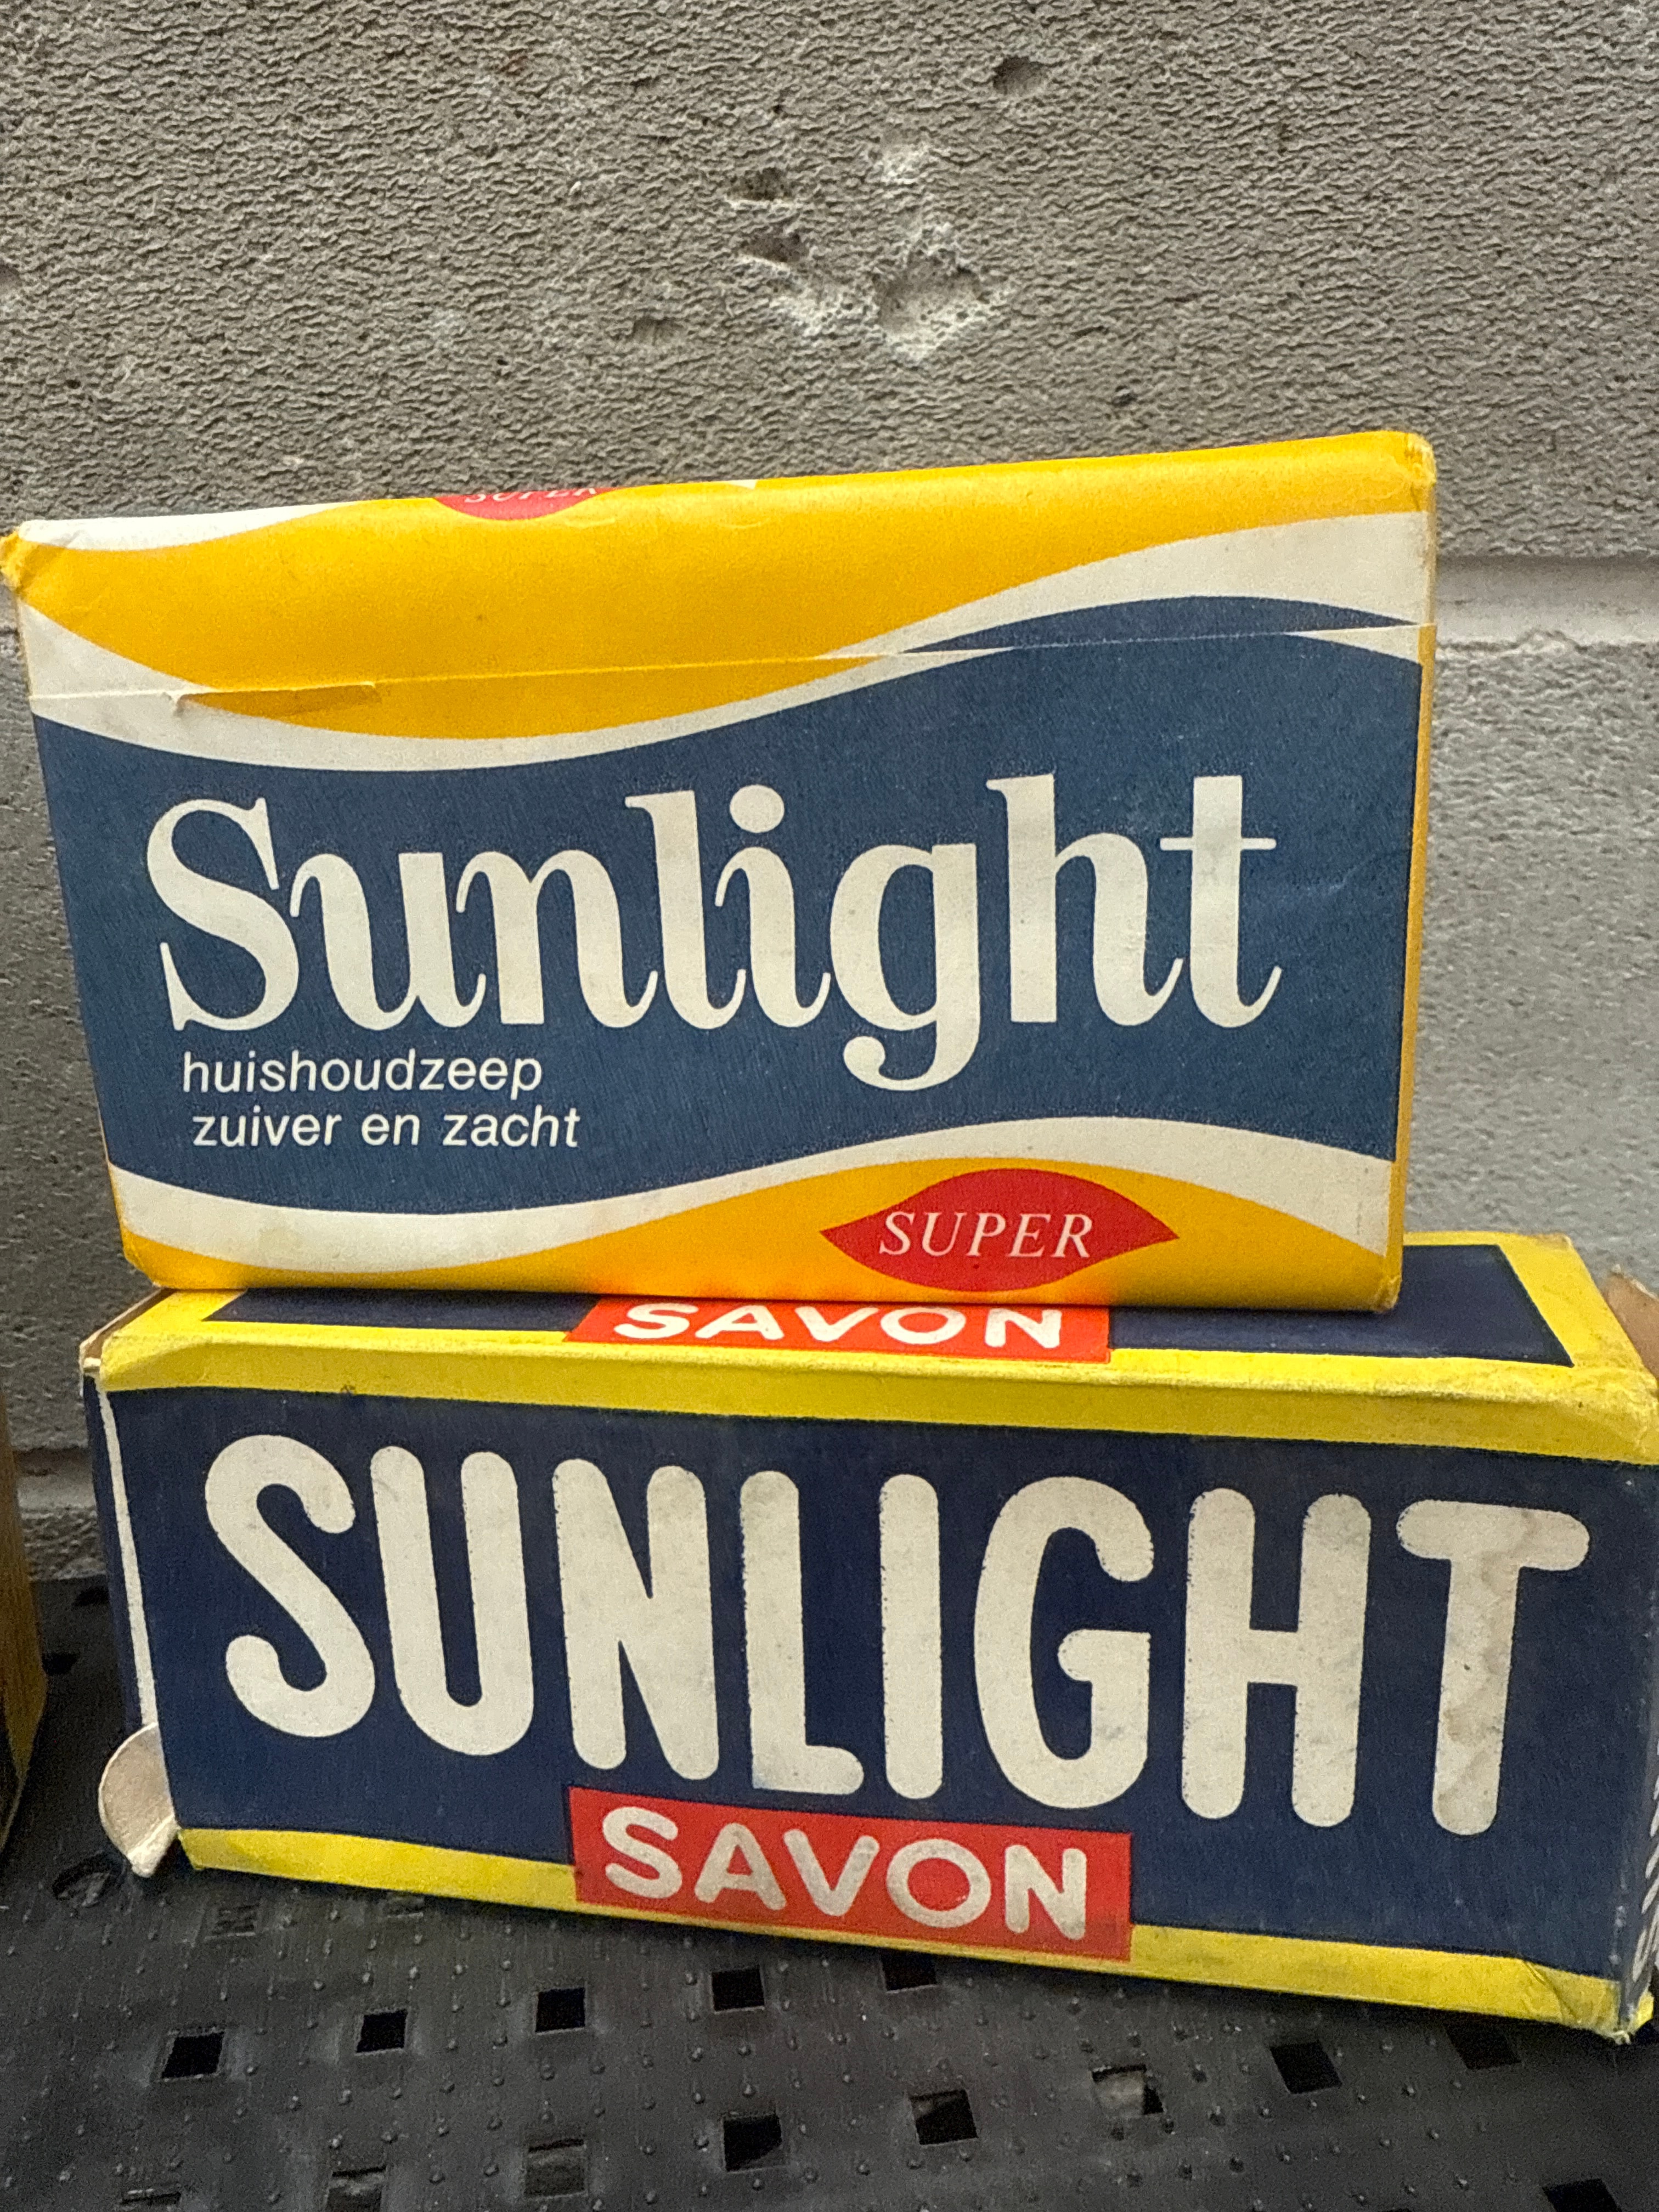 SUPER
Sunlight
huishoudzeep
zuiver en zacht
SUPER
SAVON
SUNLIGHT
SAVON